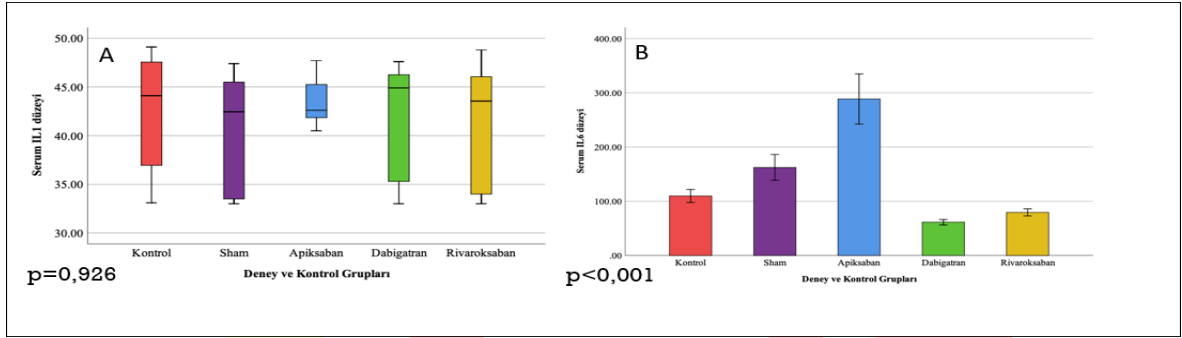 A
Serum IL1 düzeyi
50.00
45.00
40.00
35.00
30.00
Kontrol Sham Apiksaban Dabigatran Rivaroksaban
Deney ve Kontrol Grupları
p=0,926
B
Serum IL6 düzeyi
400.00
300.00
200.00
100.00
.00
Kontrol Sham Apiksaban Dabigatran Rivaroksaban
Deney ve Kontrol Grupları
p<0,001